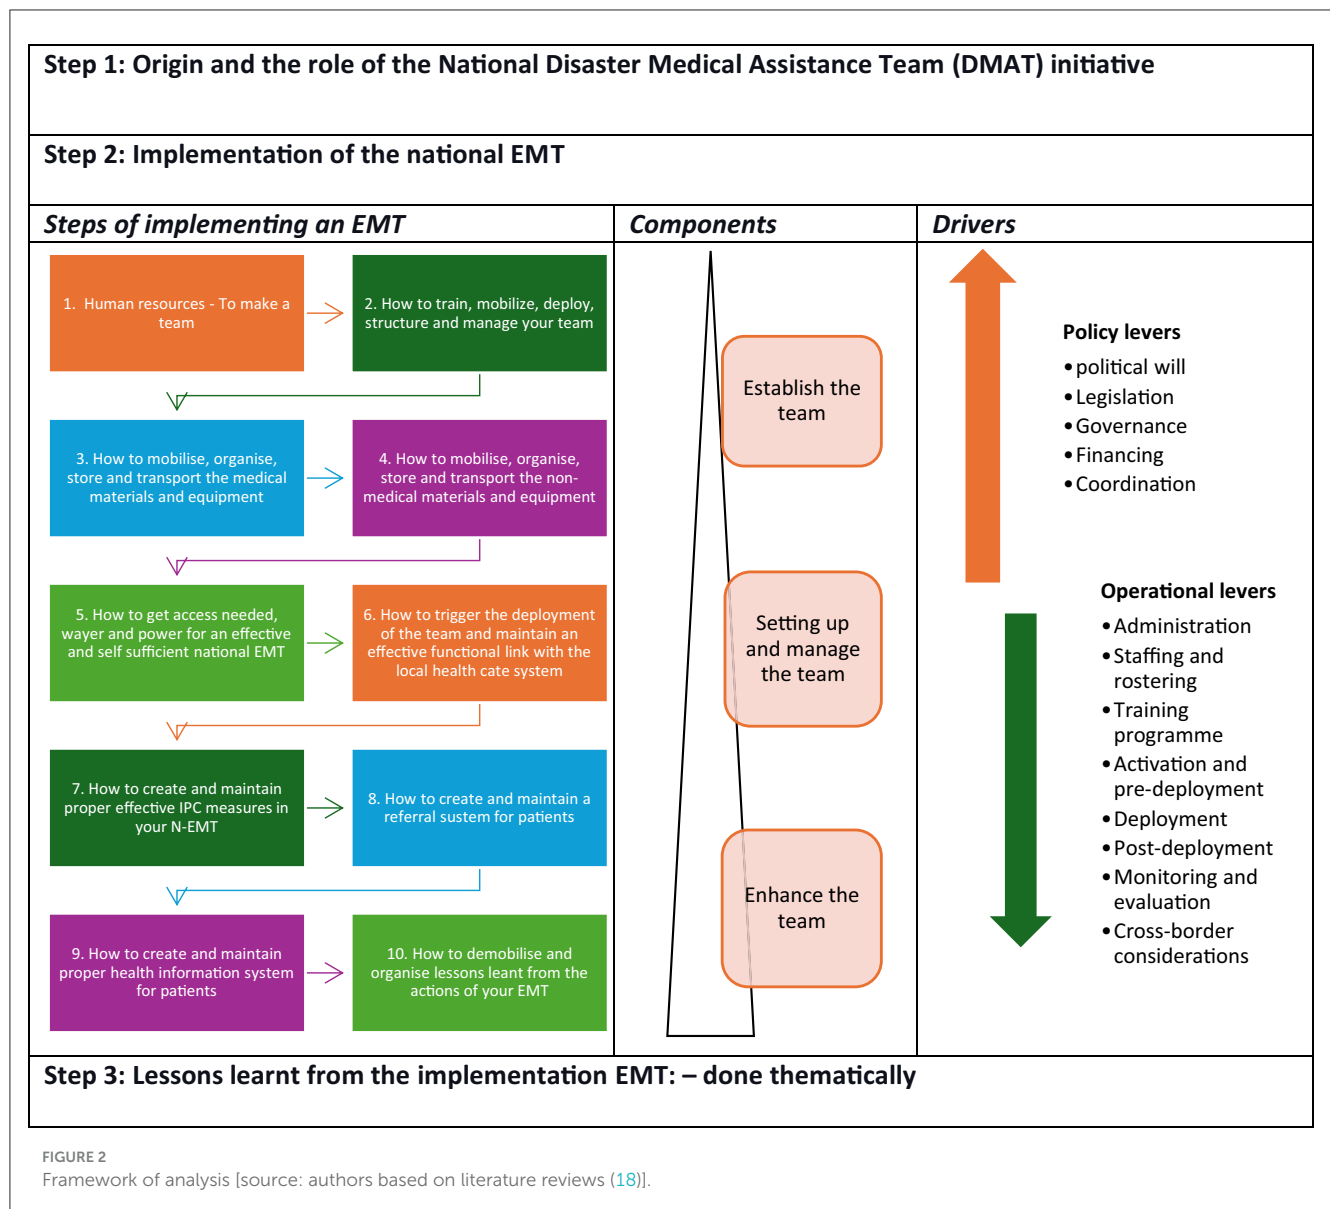 Step 1: Origin and the role of the National Disaster Medical Assistance Team (DMAT) initiative
Step 2: Implementation of the national EMT
Steps of implementing an EMT
Components
Drivers
1. Human resources - To make a
team
2. How to train, mobilize, deploy,
structure and manage your team
3. How to mobilise, organise,
store and transport the medical
materials and equipment
4. How to mobilise, organise,
store and transport the non-
medical materials and equipment
5. How to get access needed,
wayer and power for an effective
and self sufficient national EMT
6. How to trigger the deployment
of the team and maintain an
effective functional link with the
local health cate system
7. How to create and maintain
proper effective IPC measures in
your N-EMT
8. How to create and maintain a
referral sustem for patients
9. How to create and maintain
proper health information system
for patients
10. How to demobilise and
organise lessons leant from the
actions of your EMT
Establish the
team
Setting up
and manage
the team
Enhance the
team
Policy levers
•political will
•Legislation
•Governance
•Financing
•Coordination
Operational levers
•Administration
•Staffing and
rostering
•Training
programme
•Activation and
pre-deployment
•Deployment
•Post-deployment
•Monitoring and
evaluation
•Cross-border
considerations
Step 3: Lessons learnt from the implementation EMT: – done thematically
FIGURE 2
Framework of analysis [source: authors based on literature reviews (18)].